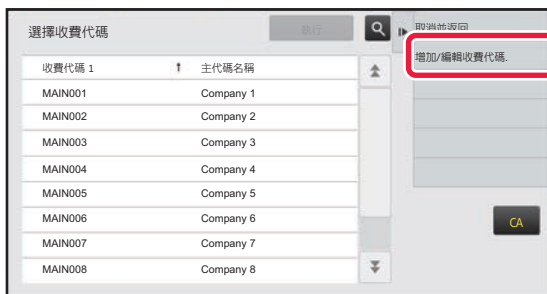 選擇收費代碼
執行
取消並返回
增加/編輯收費代碼.
收費代碼 1 主代碼名稱
MAIN001 Company 1
MAIN002 Company 2
MAIN003 Company 3
MAIN004 Company 4
MAIN005 Company 5
MAIN006 Company 6
MAIN007 Company 7
MAIN008 Company 8
CA